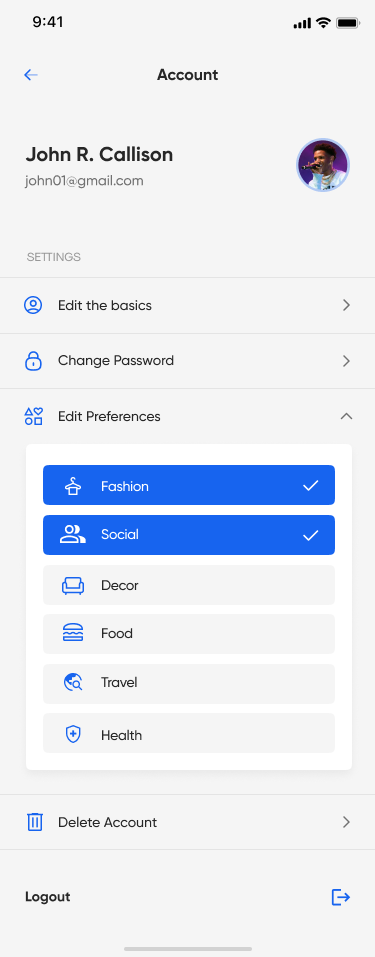 9:41
Account
John R. Callison
john01@gmail.com
SETTINGS
Edit the basics
Change Password
Edit Preferences
Fashion
Social
Decor
Food
Travel
Health
Delete Account
Logout